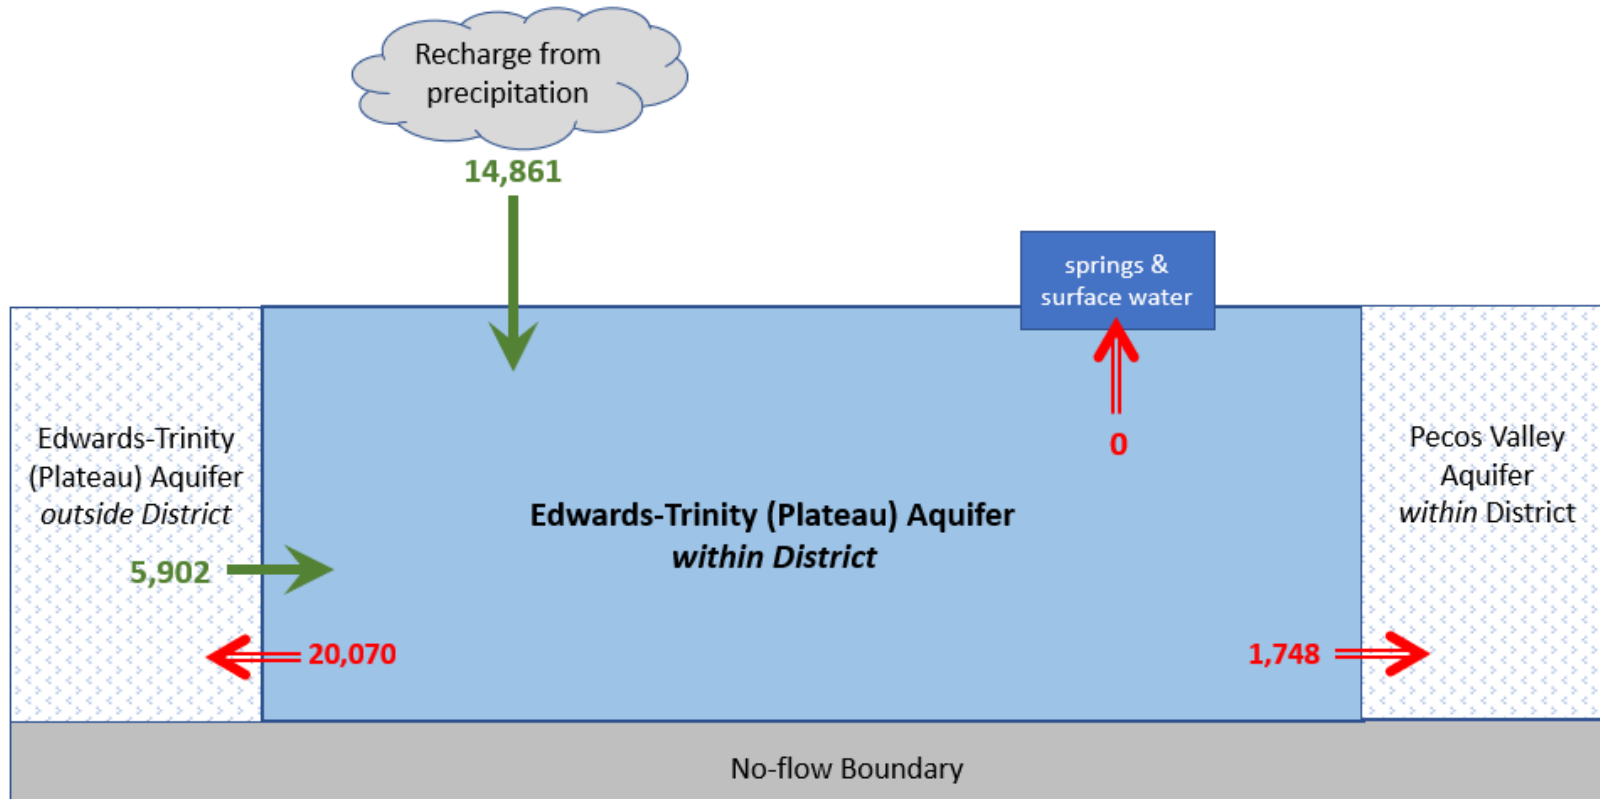 Recharge from
precipitation
14,861
springs &
surface water
0
Edwards-Trinity
(Plateau) Aquifer
outside District
5,902
20,070
Edwards-Trinity (Plateau) Aquifer
within District
Pecos Valley
Aquifer
within District
1,748
No-flow Boundary